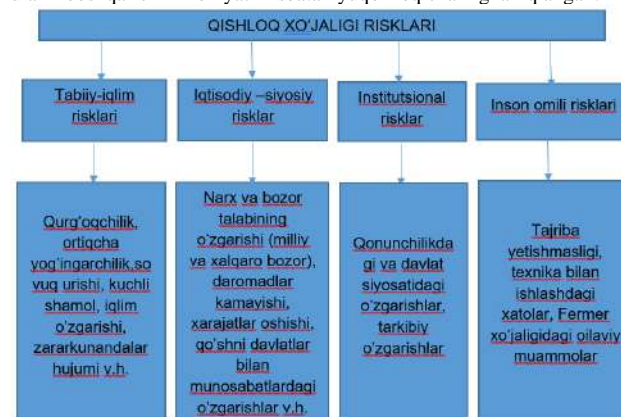 QISHLOQ XO'JALIGI RISKLARI
Tabiiy-iqlim
risklari
Iqtisodiy –siyosiy
risklar
Institutsional
risklar
Inson omili risklari
Qurg'oqchilik,
ortiqcha
yog'ingarchilik,so
vuq urishi, kuchli
shamol, iqlim
o'zgarishi,
zararkunandalar
hujumi v.h.
Narx va bozor
talabining
o'zgarishi (milliy
va xalqaro bozor),
daromadlar
kamayishi,
xarajatlar oshishi,
qo'shni davlatlar
bilan
munosabatlardagi
o'zgarishlar v.h.
Qonunchilikda
gi va davlat
siyosatidagi
o'zgarishlar,
tarkibiy
o'zgarishlar
Tajriba
yetishmasligi,
texnika bilan
ishlashdagi
xatolar, Fermer
xo'jaligidagi oilaviy
muammolar